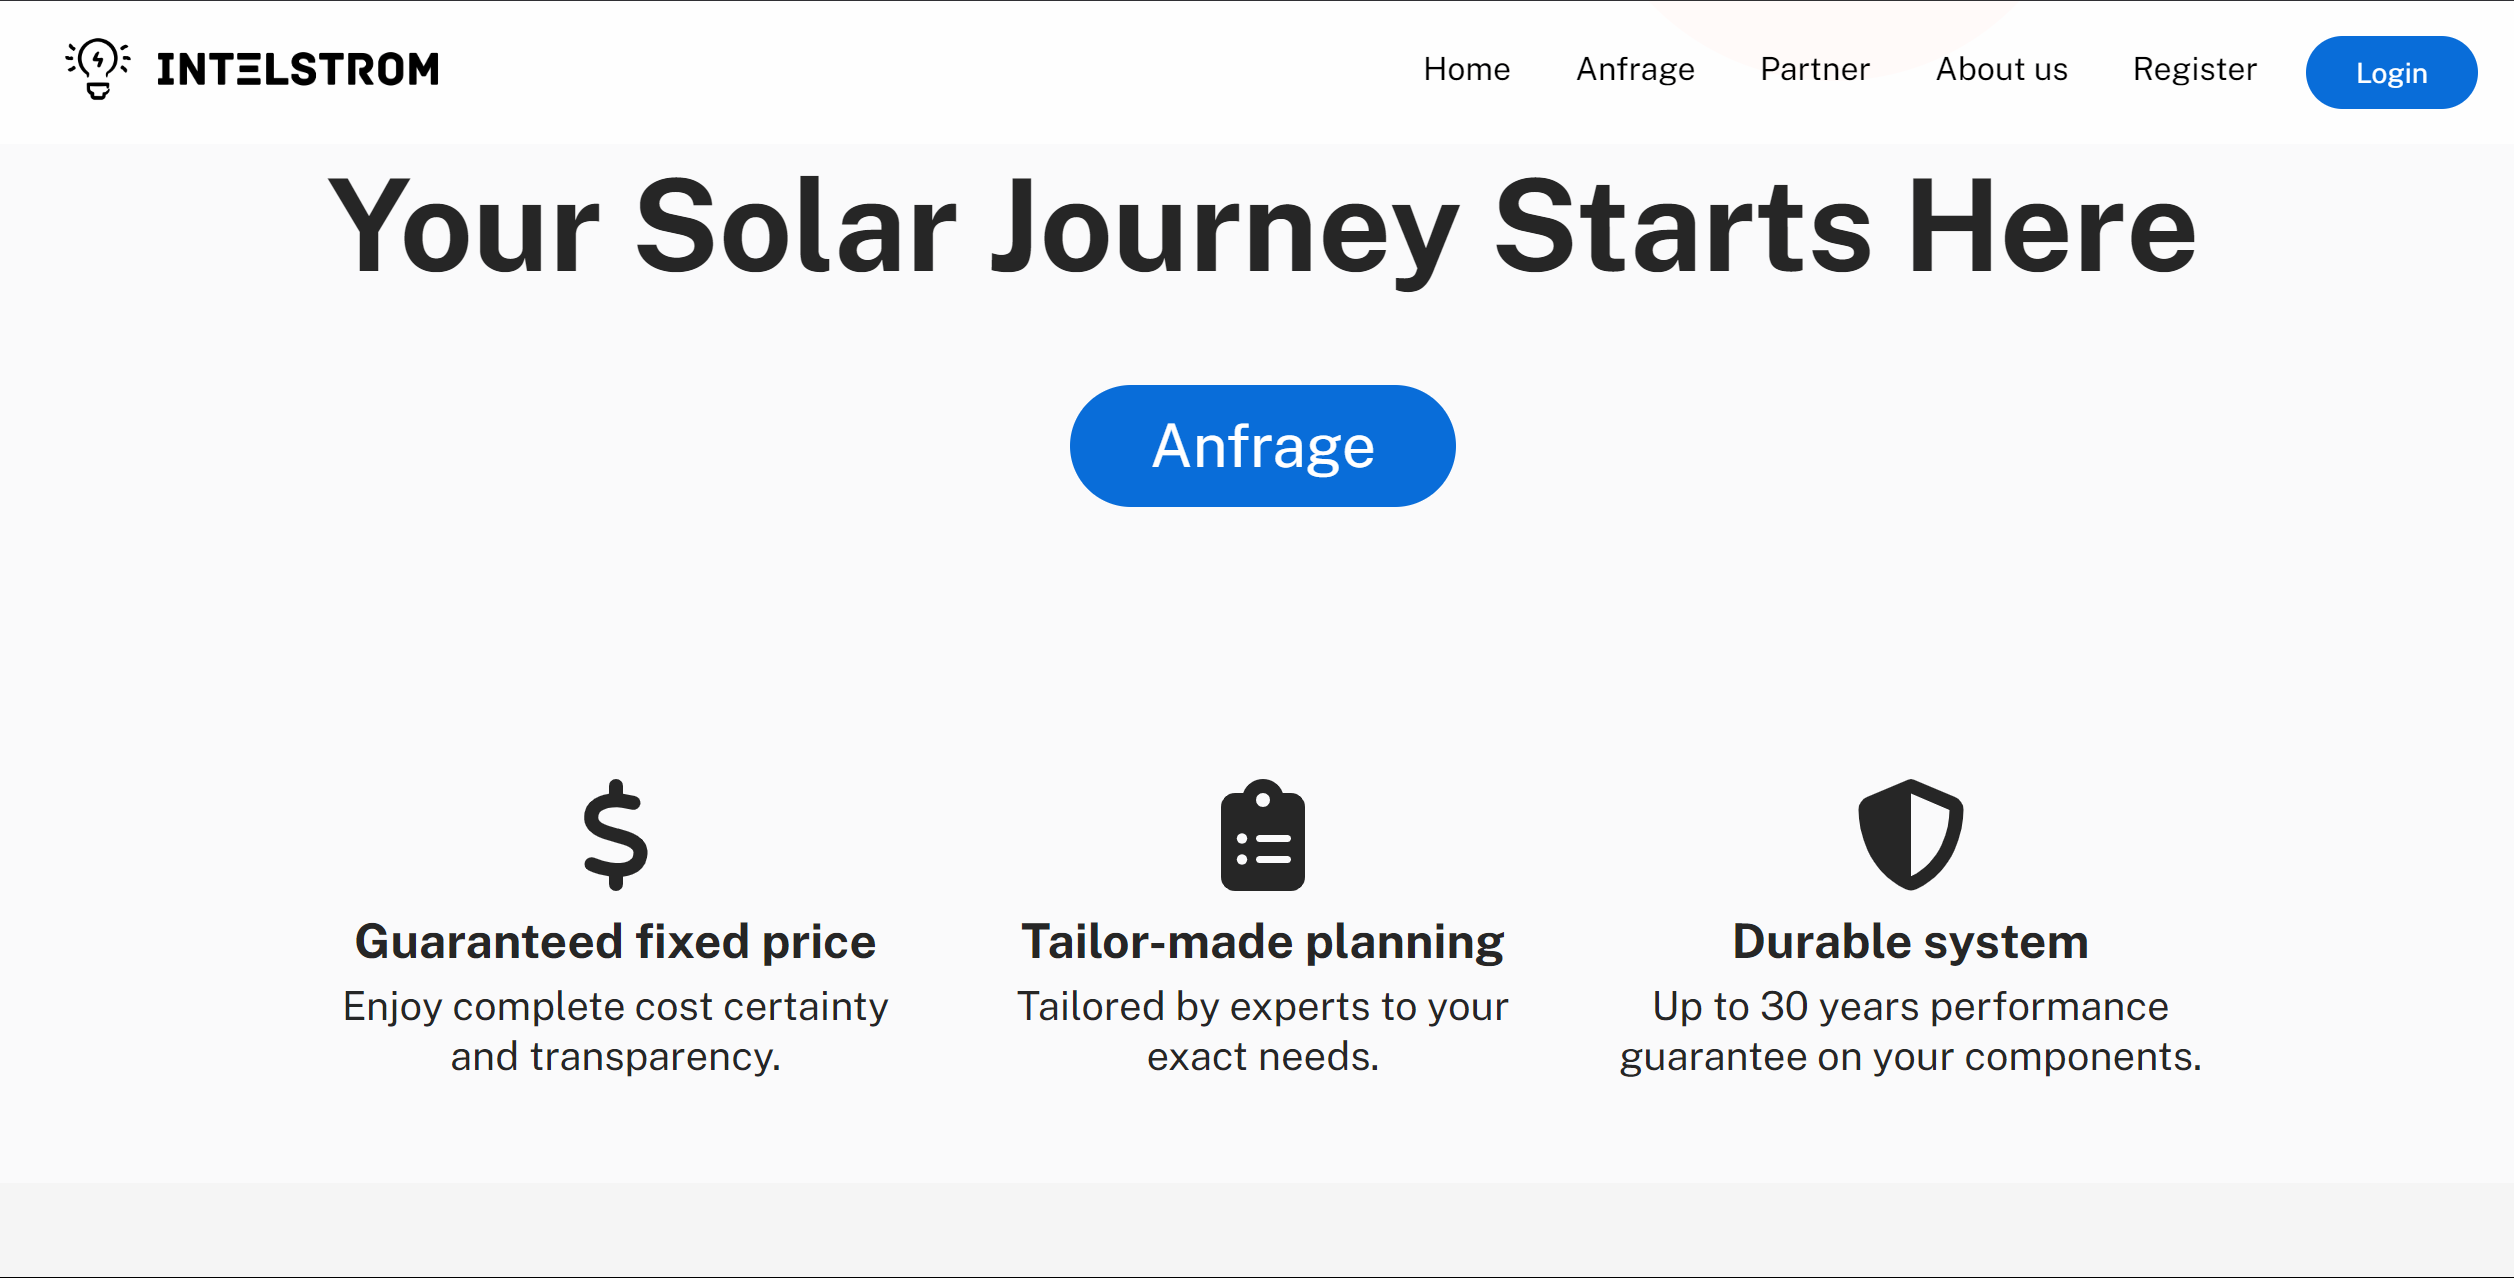 INTELSTROM
Home Anfrage Partner About us Register Login
Your Solar Journey Starts Here
Anfrage
Guaranteed fixed price
Enjoy complete cost certainty
and transparency.
Tailor-made planning
Tailored by experts to your
exact needs.
Durable system
Up to 30 years performance
guarantee on your components.